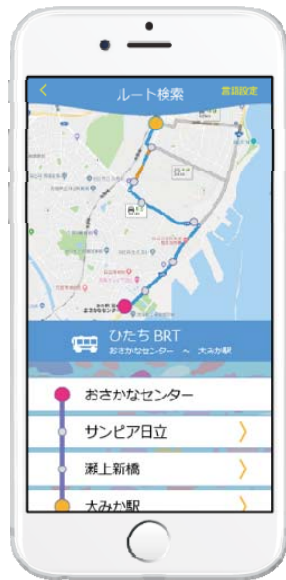 ルート検索
言語設定
ひたち BRT
おさかなセンター ～ 大みか駅
おさかなセンター
サンピア日立
瀬上新橋
大みか駅